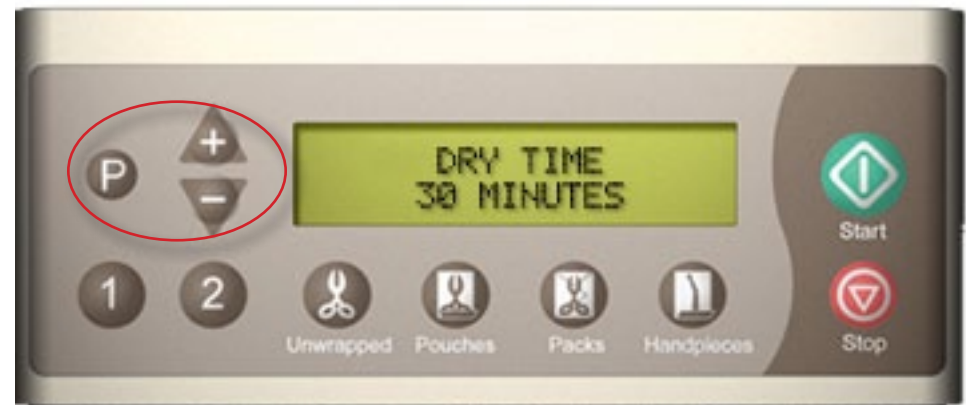 P
+
-
DRY TIME
30 MINUTES
Start
1
2
Unwrapped
Pouches
Packs
Handpieces
Stop